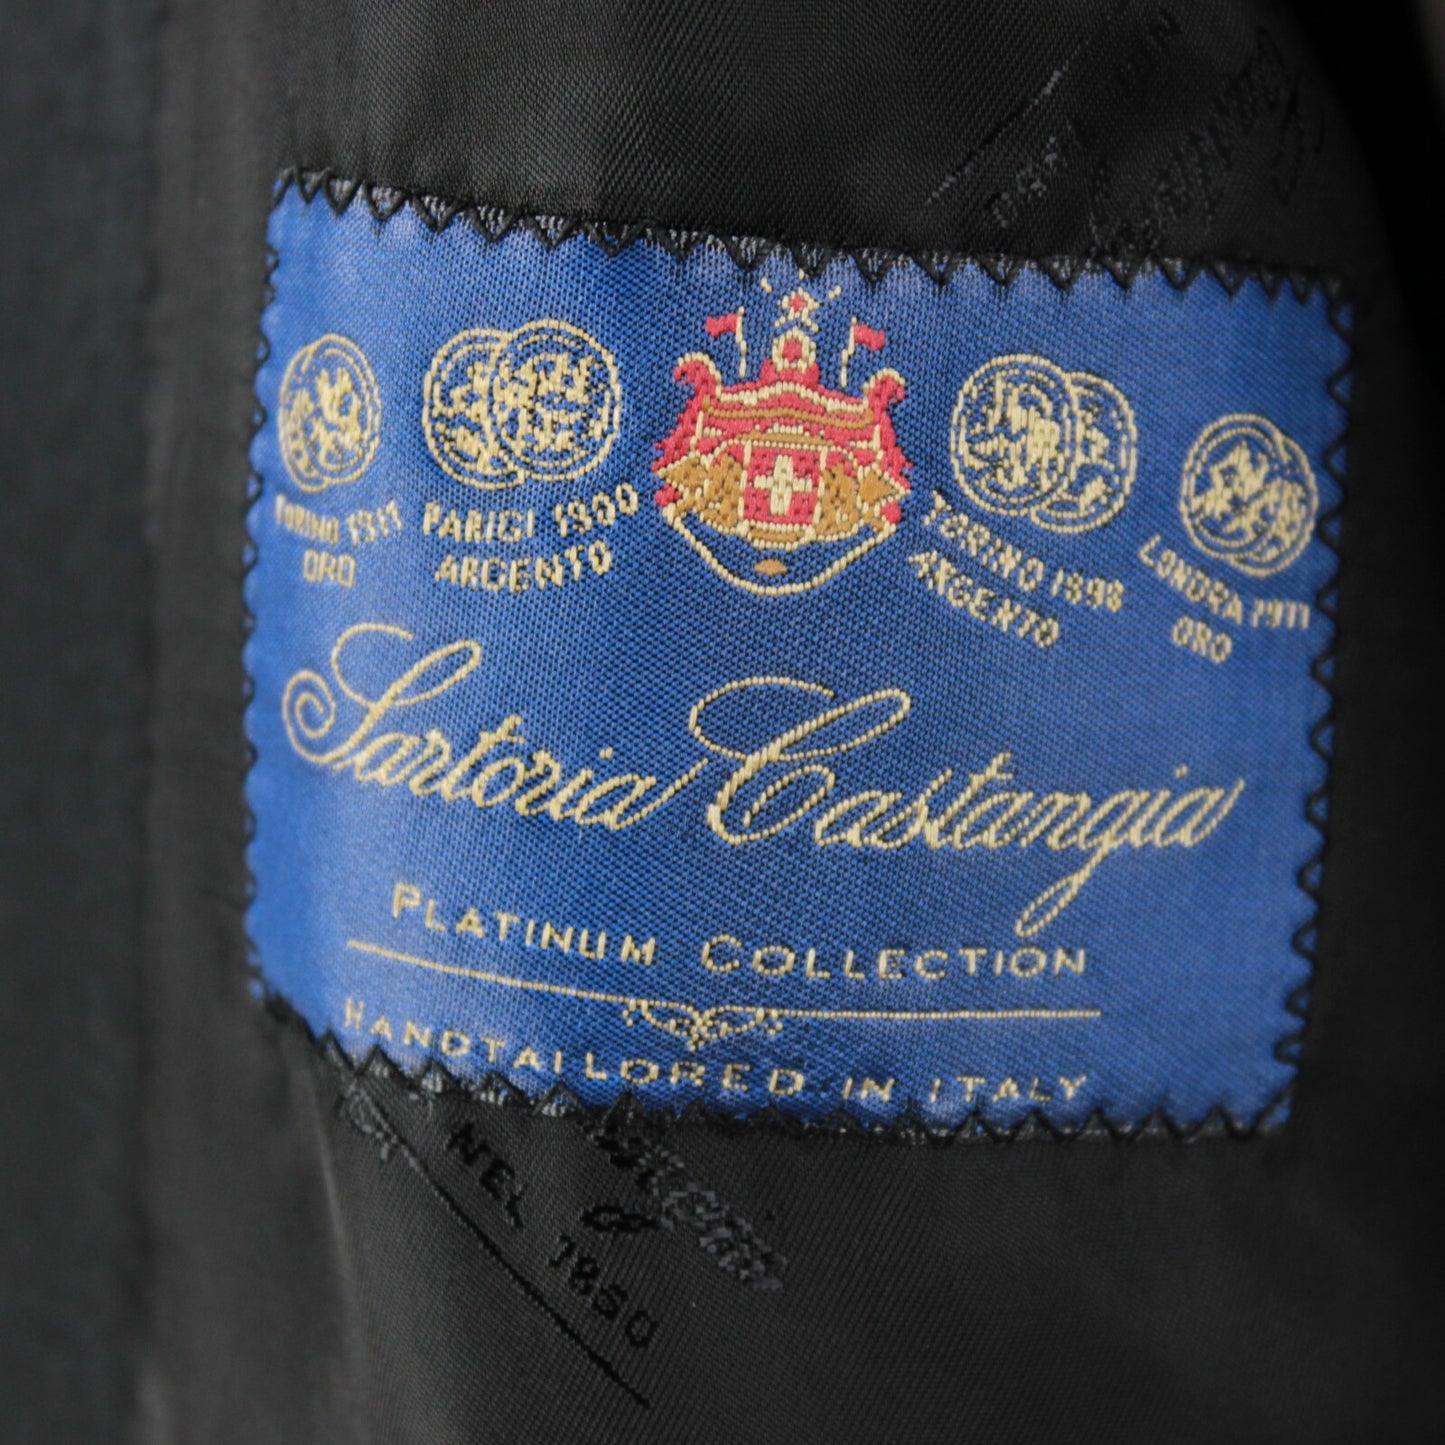 TORINO 1911
ORO
PARIGI 1900
ARGENTO
TORINO 1898
ARGENTO
LONDRA 1911
ORO
Sartoria Castangia
PLATINUM COLLECTION
HANDTAILORED IN ITALY
NEL 1850